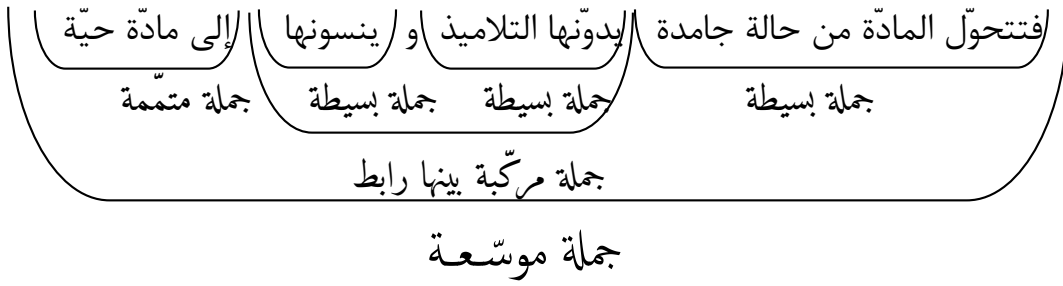 فتتحوّل المادّة من حالة جامدة يدوّنها التلاميذ و ينسونها إلى مادّة حيّة
جملة بسيطة جملة بسيطة جملة بسيطة جملة متمّمة
جملة مركّبة بينها رابط
جملة موسّعة